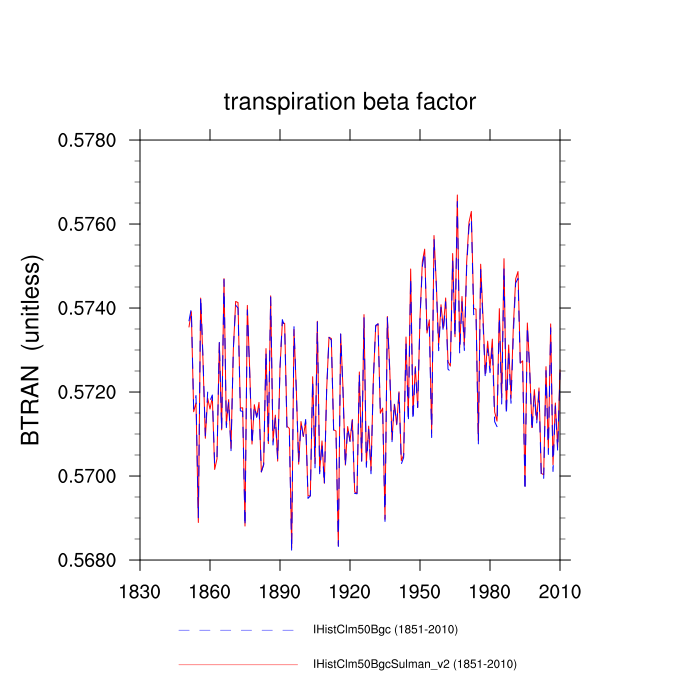 transpiration beta factor
BTRAN (unitless)
0.5780
0.5760
0.5740
0.5720
0.5700
0.5680
1830 1860 1890 1920 1950 1980 2010
IHistClm50Bgc (1851-2010)
IHistClm50BgcSulman_v2 (1851-2010)